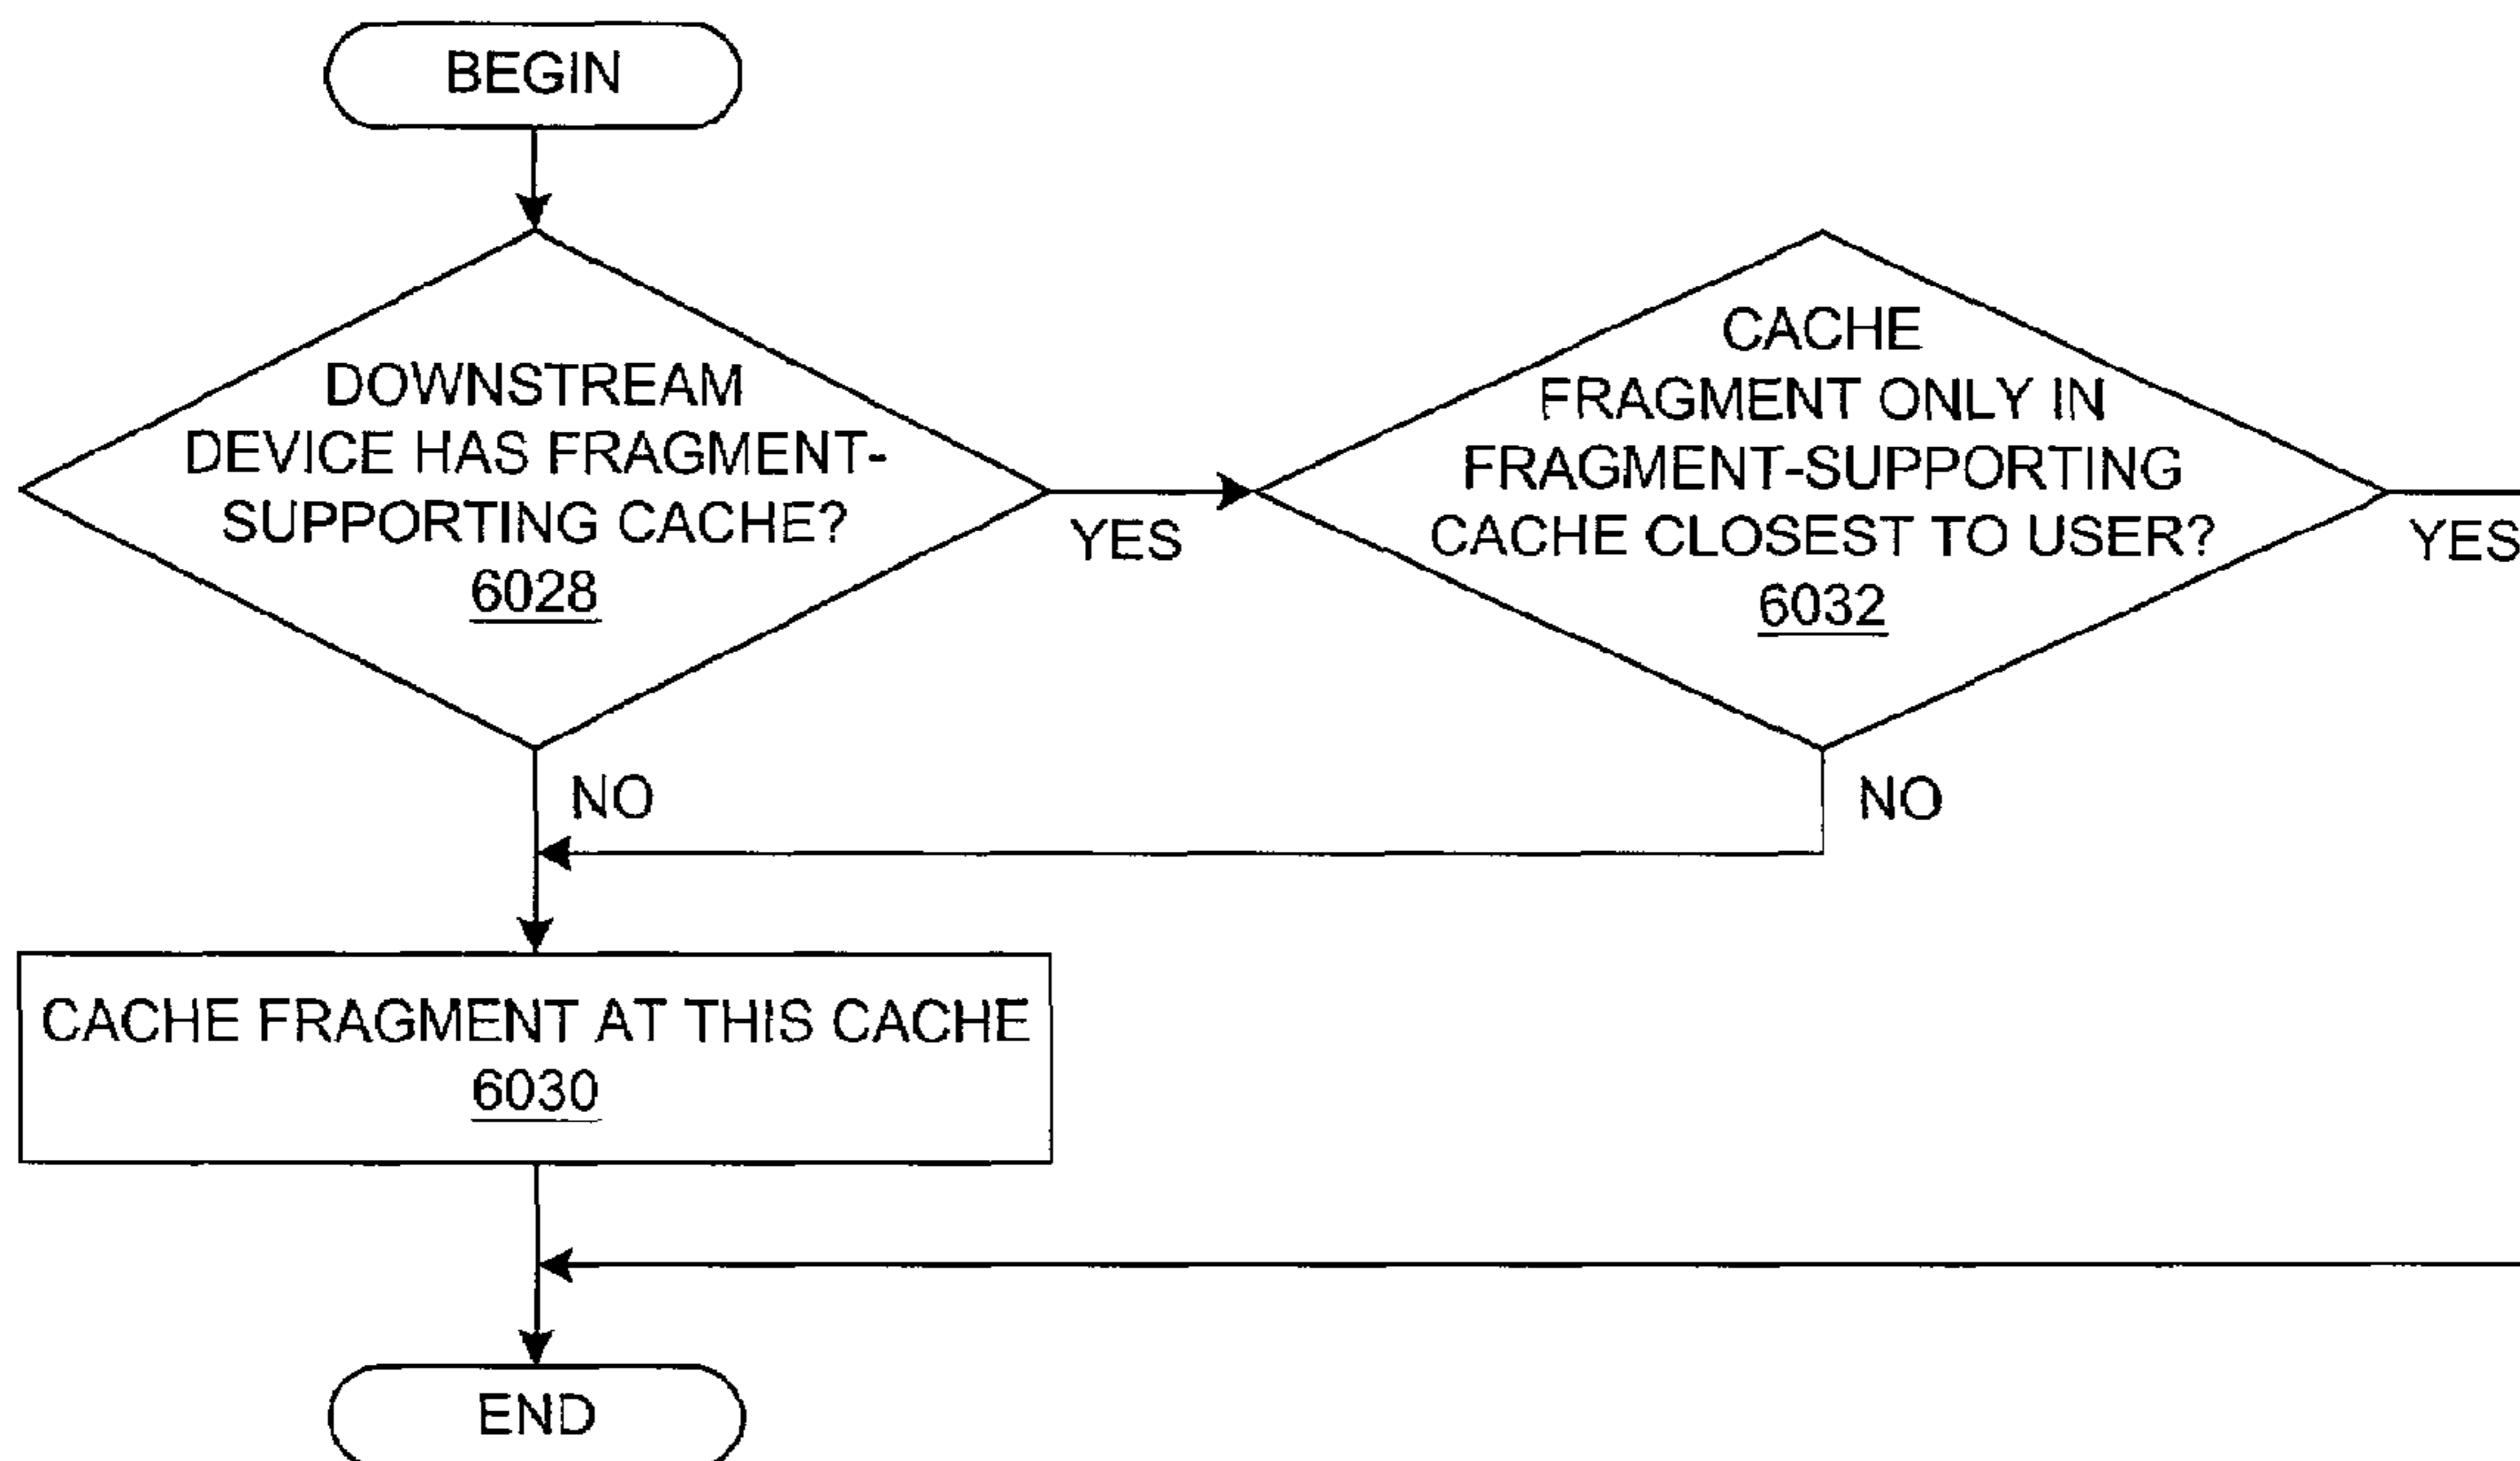 BEGIN
DOWNSTREAM
DEVICE HAS FRAGMENT-
SUPPORTING CACHE?
6028
YES
CACHE
FRAGMENT ONLY IN
FRAGMENT-SUPPORTING
CACHE CLOSEST TO USER?
6032
YES
NO
NO
CACHE FRAGMENT AT THIS CACHE
6030
END